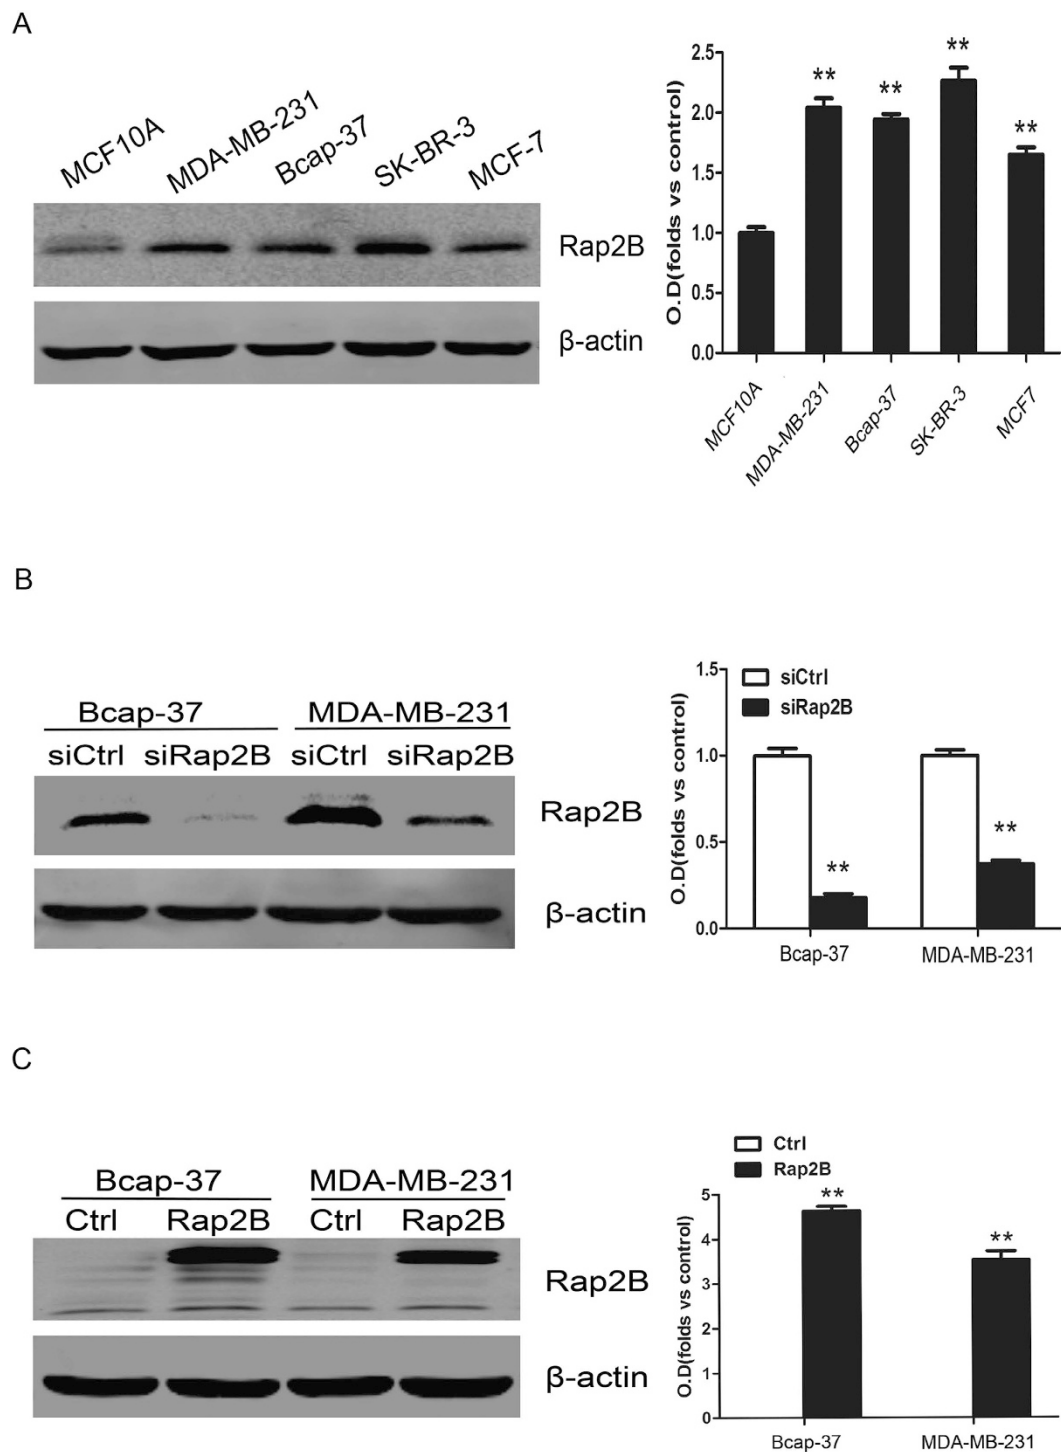 A
MCF10A
MDA-MB-231
Bcap-37
SK-BR-3
MCF-7
Rap2B
β-actin
O.D(folds vs control)
2.5
2.0
1.5
1.0
0.5
0.0
**
**
**
**
MCF10A
MDA-MB-231
Bcap-37
SK-BR-3
MCF7
B
Bcap-37 MDA-MB-231
siCtrl siRap2B siCtrl siRap2B
Rap2B
β-actin
O.D(folds vs control)
1.5
1.0
0.5
0.0
siCtrl
siRap2B
**
**
Bcap-37 MDA-MB-231
C
Bcap-37 MDA-MB-231
Ctrl Rap2B Ctrl Rap2B
Rap2B
β-actin
Ctrl
Rap2B
O.D(folds vs control)
5
4
3
2
1
0
**
**
Bcap-37 MDA-MB-231